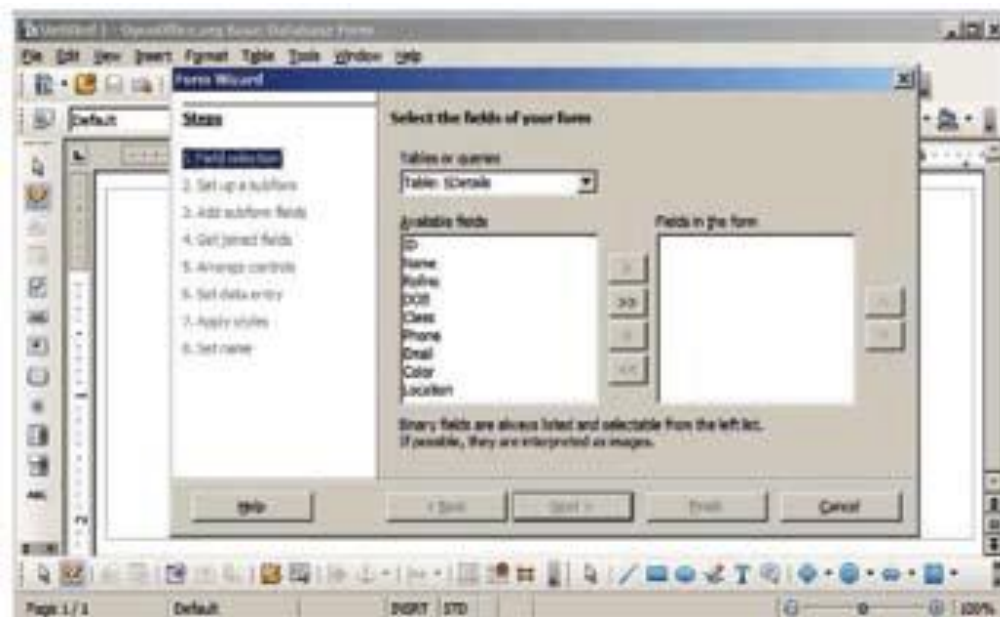 Untitled 1 - OpenOffice.org Base: Database Form
File Edit View Insert Format Table Tools Window Help
Form Wizard
Default
Steps
1. Field selection
2. Set up a subform
3. Add subform fields
4. Get joined fields
5. Arrange controls
6. Set data entry
7. Apply styles
8. Set name
Select the fields of your form
Tables or queries
Table: SDetails
Available fields
ID
Name
Rollno
DOB
Class
Phone
Email
Color
Location
>
>>
<
<<
Fields in the form
Binary fields are always listed and selectable from the left list.
If possible, they are interpreted as images.
Help
< Back
Next >
Finish
Cancel
1
2
ABC
T
Page 1 / 1
Default
INSRT
STD
100%